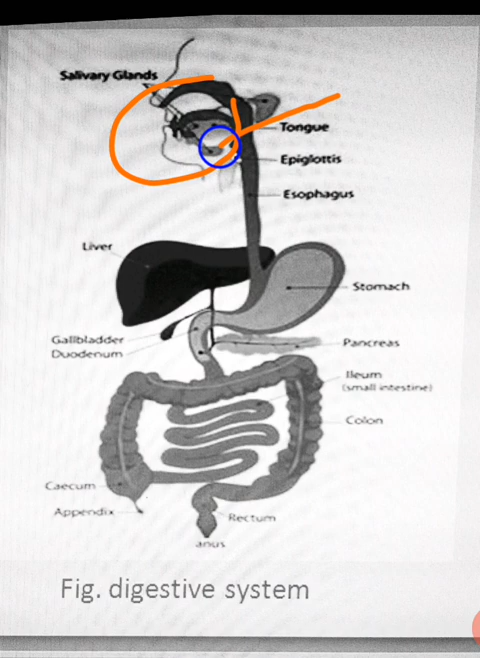 Salivary Glands
Tongue
Epiglottis
Esophagus
Liver
Stomach
Gallbladder
Duodenum
Pancreas
Ileum
(small intestine)
Colon
Caecum
Appendix
Rectum
anus
Fig. digestive system